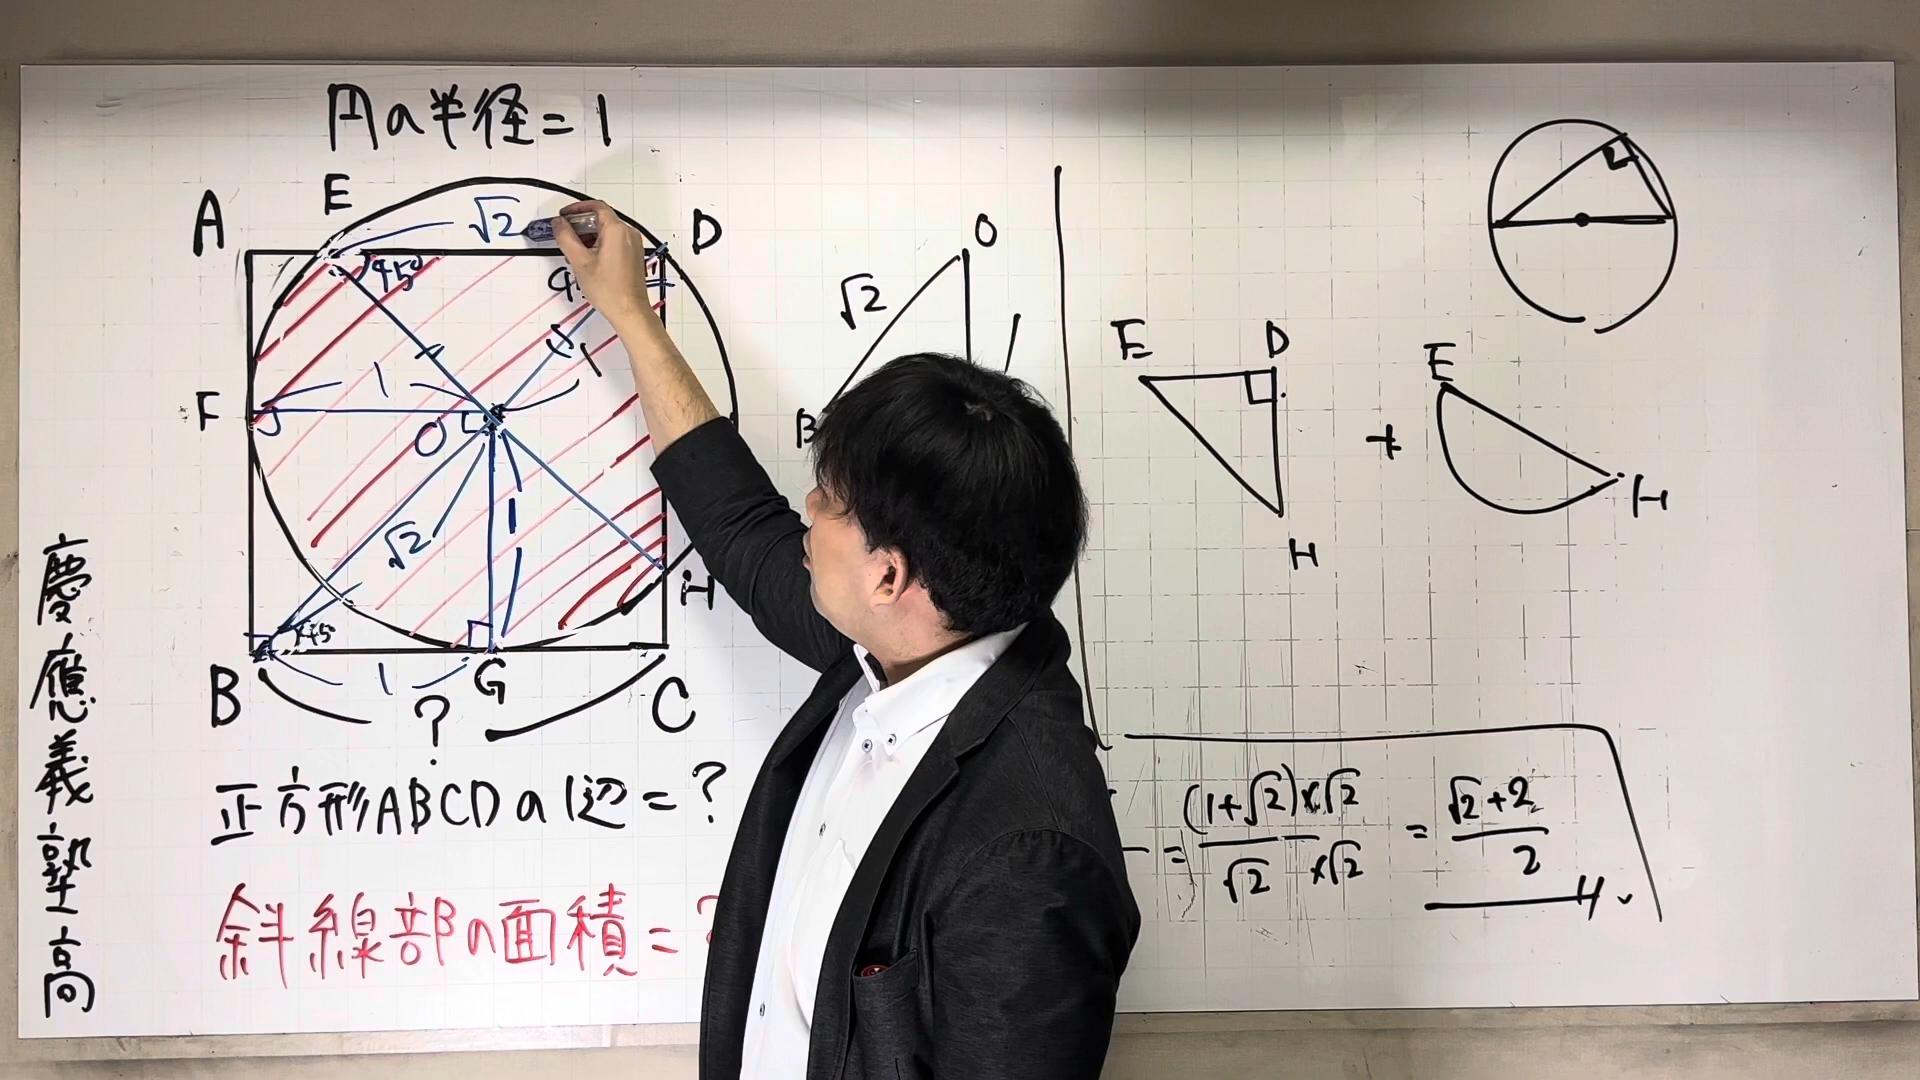 円の半径=1
A
E
√2
D
45°
F
1
1
O
√2
1
H
45
B
1
G
C
?
正方形ABCDの1辺=?
斜線部の面積=?
慶應義塾高
O
√2
B
E
D
H
+
E
H
=(1+√2)×√2/√2×√2=√2+2/2